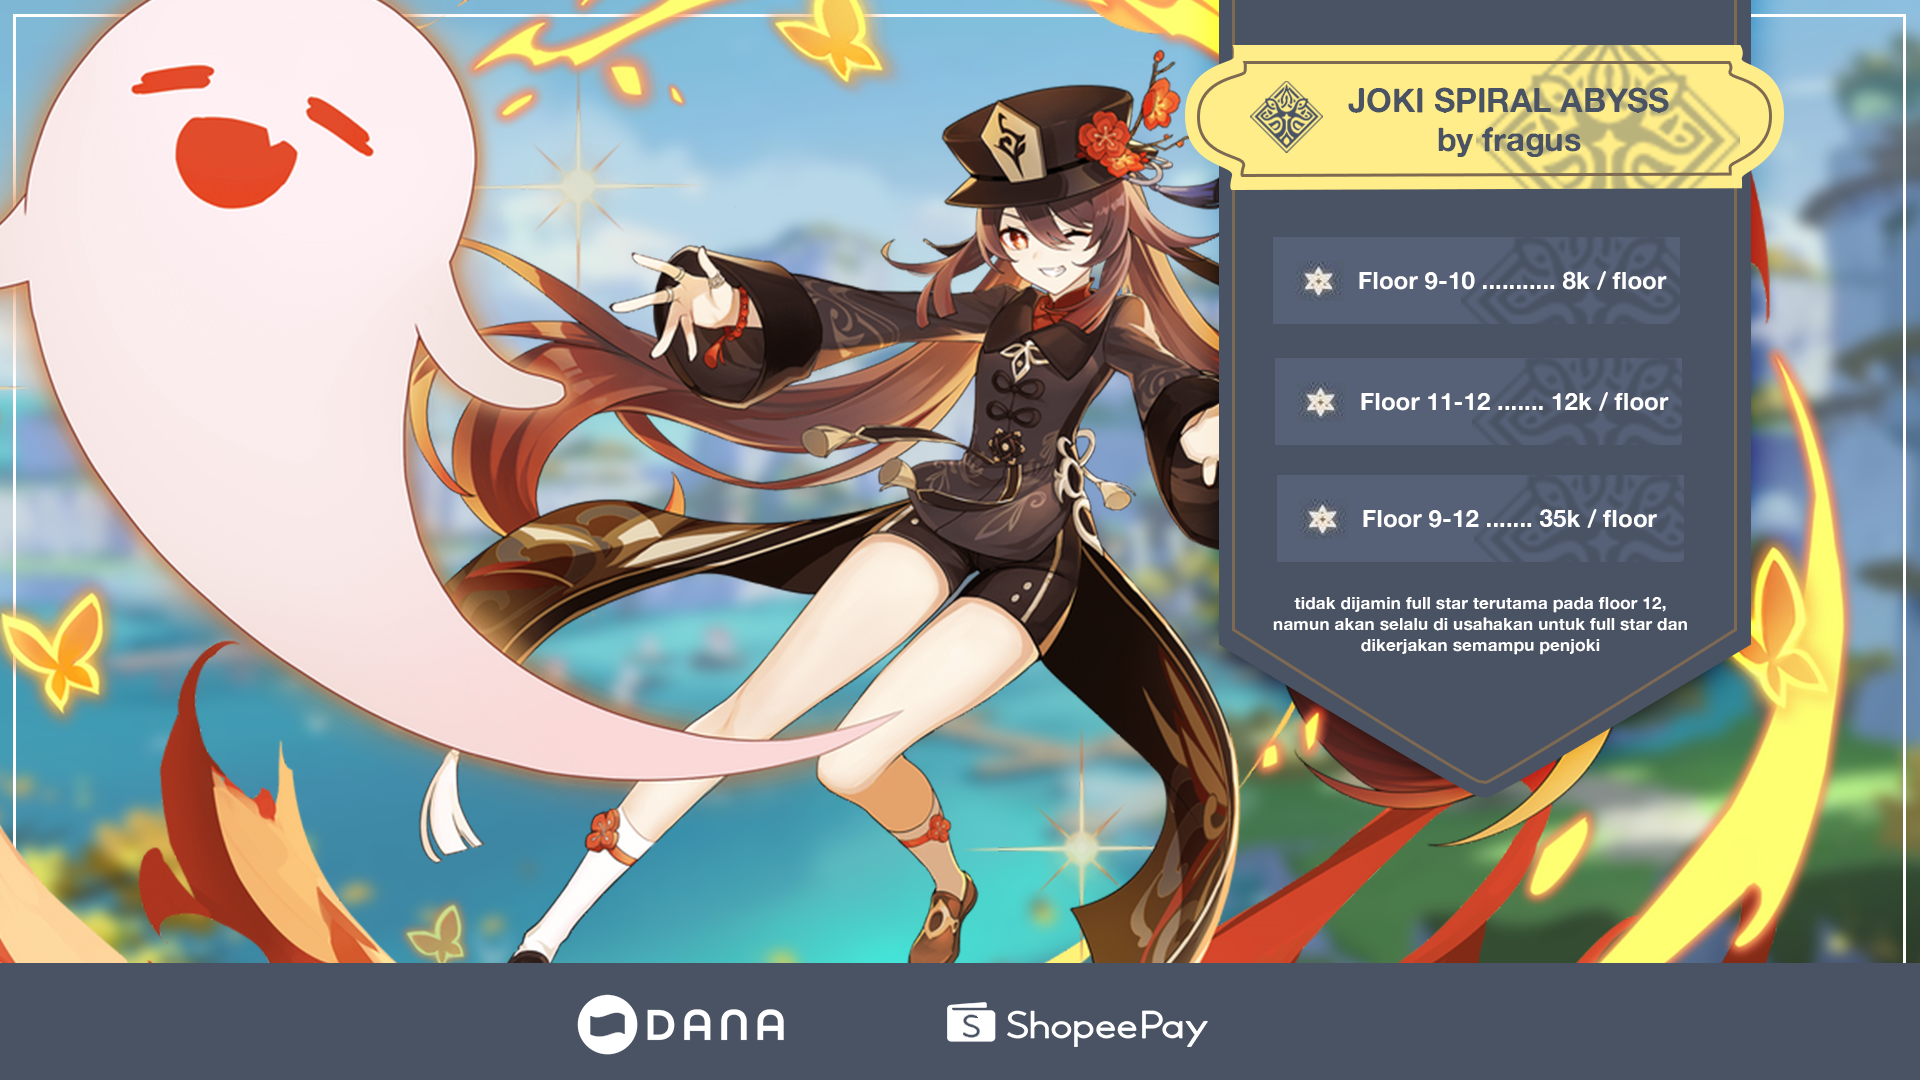 JOKI SPIRAL ABYSS
by fragus
Floor 9-10 ........... 8k / floor
Floor 11-12 ....... 12k / floor
Floor 9-12 ....... 35k / floor
tidak dijamin full star terutama pada floor 12,
namun akan selalu di usahakan untuk full star dan
dikerjakan semampu penjoki
DANA
S ShopeePay